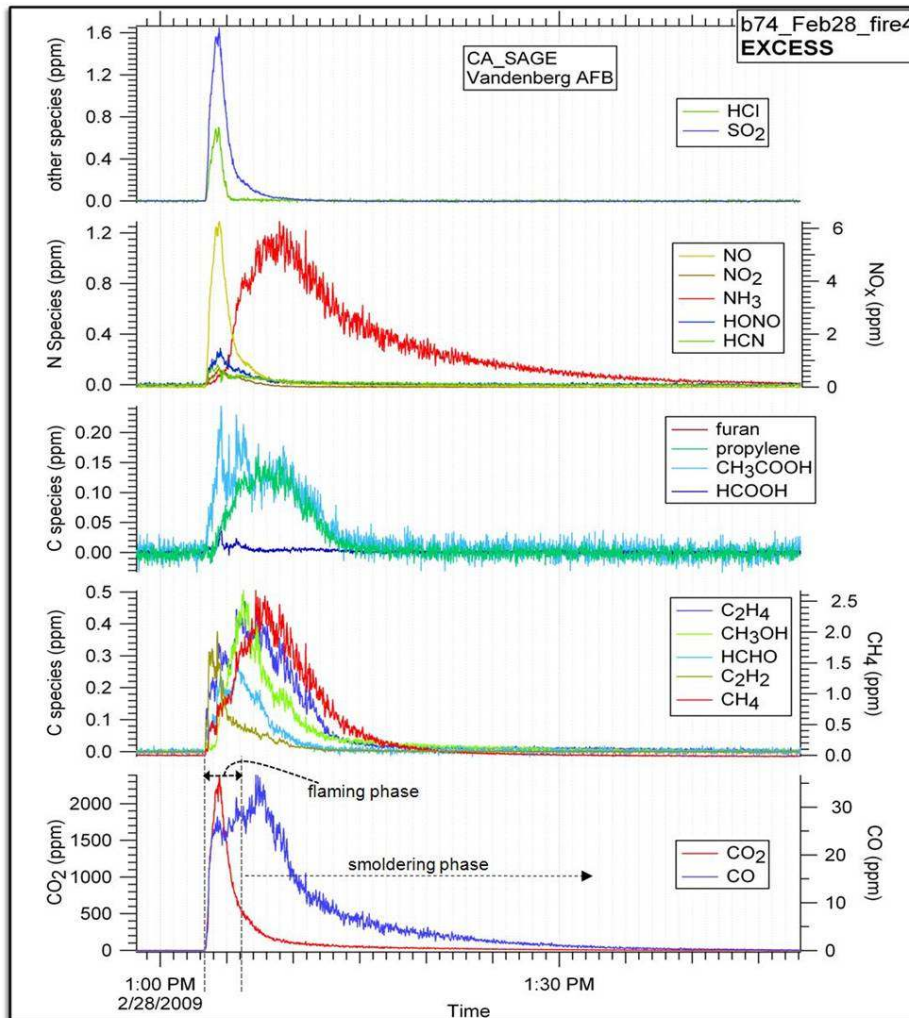 b74_Feb28_fire4
EXCESS
CA_SAGE
Vandenberg AFB
other species (ppm)
1.6
1.2
0.8
0.4
0.0
HCl
SO2
N Species (ppm)
1.2
0.8
0.4
0.0
NO
NO2
NH3
HONO
HCN
6
4
2
0
NOx (ppm)
C species (ppm)
0.20
0.15
0.10
0.05
0.00
furan
propylene
CH3COOH
HCOOH
C species (ppm)
0.5
0.4
0.3
0.2
0.1
0.0
C2H4
CH3OH
HCHO
C2H2
CH4
2.5
2.0
1.5
1.0
0.5
0.0
CH4 (ppm)
flaming phase
smoldering phase
CO2 (ppm)
2000
1500
1000
500
0
CO2
CO
30
20
10
0
CO (ppm)
1:00 PM
2/28/2009
1:30 PM
Time